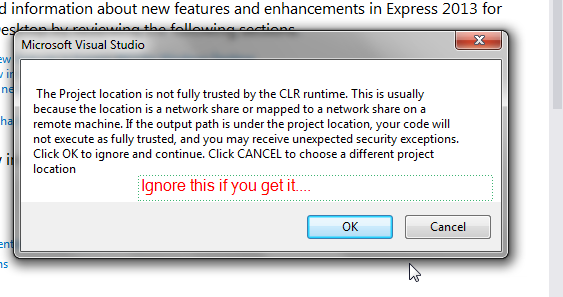 d information about new features and enhancements in Express 2013 for
Desktop by reviewing the following sections
Microsoft Visual Studio
The Project location is not fully trusted by the CLR runtime. This is usually
because the location is a network share or mapped to a network share on a
remote machine. If the output path is under the project location, your code will
not execute as fully trusted, and you may receive unexpected security exceptions.
Click OK to ignore and continue. Click CANCEL to choose a different project
location
Ignore this if you get it....
OK
Cancel